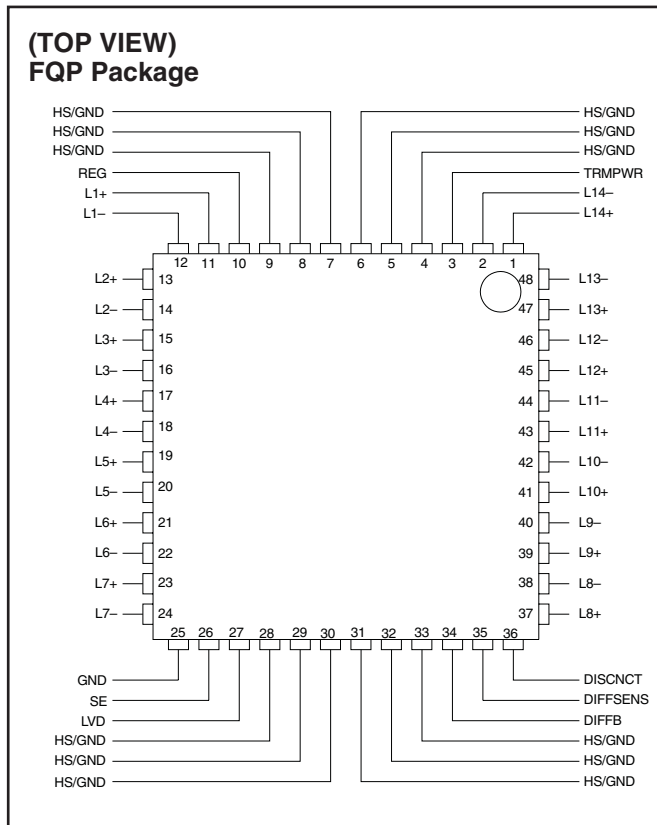 (TOP VIEW)
FQP Package
HS/GND HS/GND
HS/GND HS/GND
HS/GND HS/GND
REG TRMPWR
L1+ L14–
L1– L14+
12 11 10 9 8 7 6 5 4 3 2 1
L2+ 13 48 L13–
L2– 14 47 L13+
L3+ 15 46 L12–
L3– 16 45 L12+
L4+ 17 44 L11–
L4– 18 43 L11+
L5+ 19 42 L10–
L5– 20 41 L10+
L6+ 21 40 L9–
L6– 22 39 L9+
L7+ 23 38 L8–
L7– 24 37 L8+
25 26 27 28 29 30 31 32 33 34 35 36
GND DISCNCT
SE DIFFSENS
LVD DIFFB
HS/GND HS/GND
HS/GND HS/GND
HS/GND HS/GND